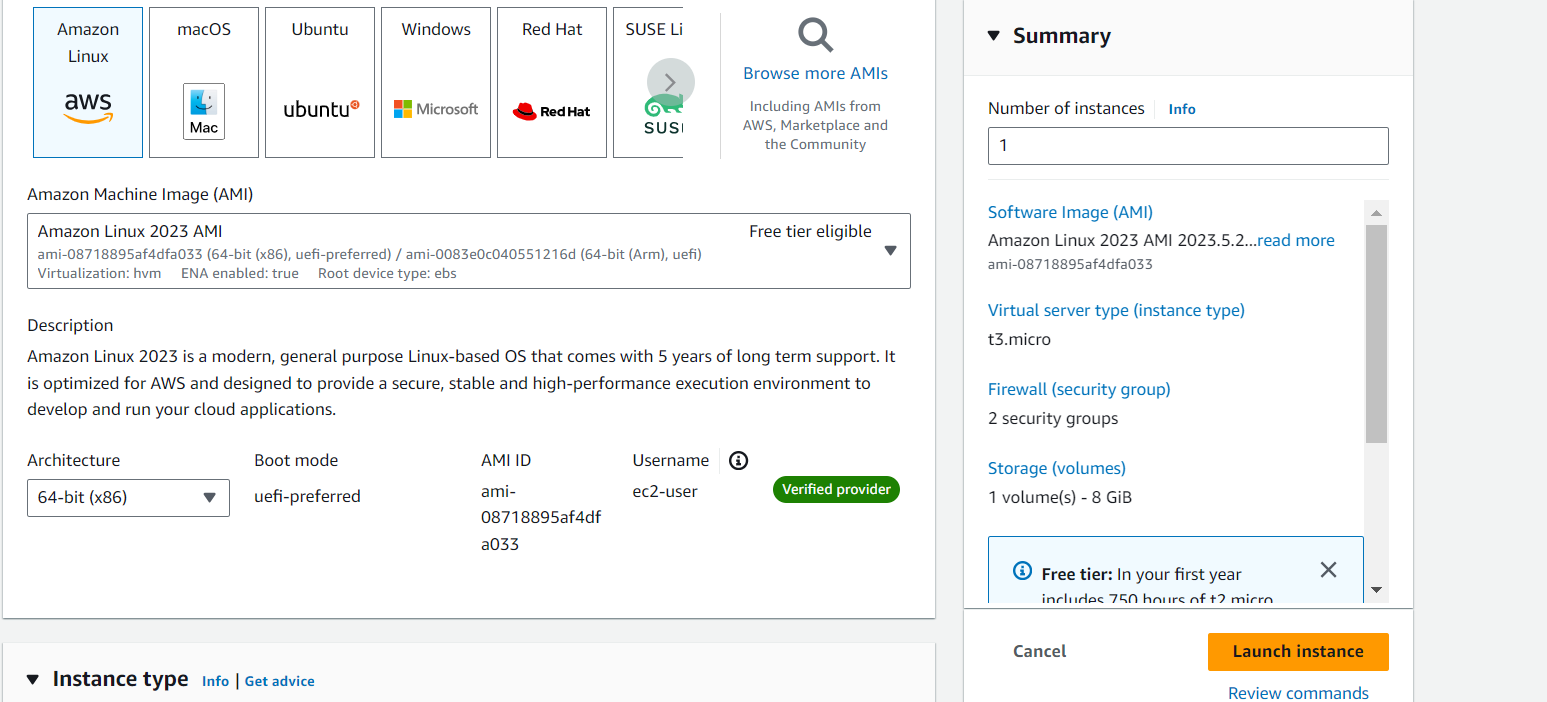 Amazon
Linux
aws
macOS
Mac
Ubuntu
ubuntu
Windows
Microsoft
Red Hat
Red Hat
SUSE Li
SUS
Browse more AMIs
Including AMIs from
AWS, Marketplace and
the Community
Amazon Machine Image (AMI)
Amazon Linux 2023 AMI
Free tier eligible
ami-08718895af4dfa033 (64-bit (x86), uefi-preferred) / ami-0083e0c040551216d (64-bit (Arm), uefi)
Virtualization: hvm ENA enabled: true Root device type: ebs
Description
Amazon Linux 2023 is a modern, general purpose Linux-based OS that comes with 5 years of long term support. It
is optimized for AWS and designed to provide a secure, stable and high-performance execution environment to
develop and run your cloud applications.
Architecture
64-bit (x86)
Boot mode
uefi-preferred
AMI ID
ami-
08718895af4df
a033
Username
ec2-user
Verified provider
Instance type Info | Get advice
Summary
Number of instances Info
1
Software Image (AMI)
Amazon Linux 2023 AMI 2023.5.2...read more
ami-08718895af4dfa033
Virtual server type (instance type)
t3.micro
Firewall (security group)
2 security groups
Storage (volumes)
1 volume(s) - 8 GiB
Free tier: In your first year
includes 750 hours of t2.micro
Cancel
Launch instance
Review commands